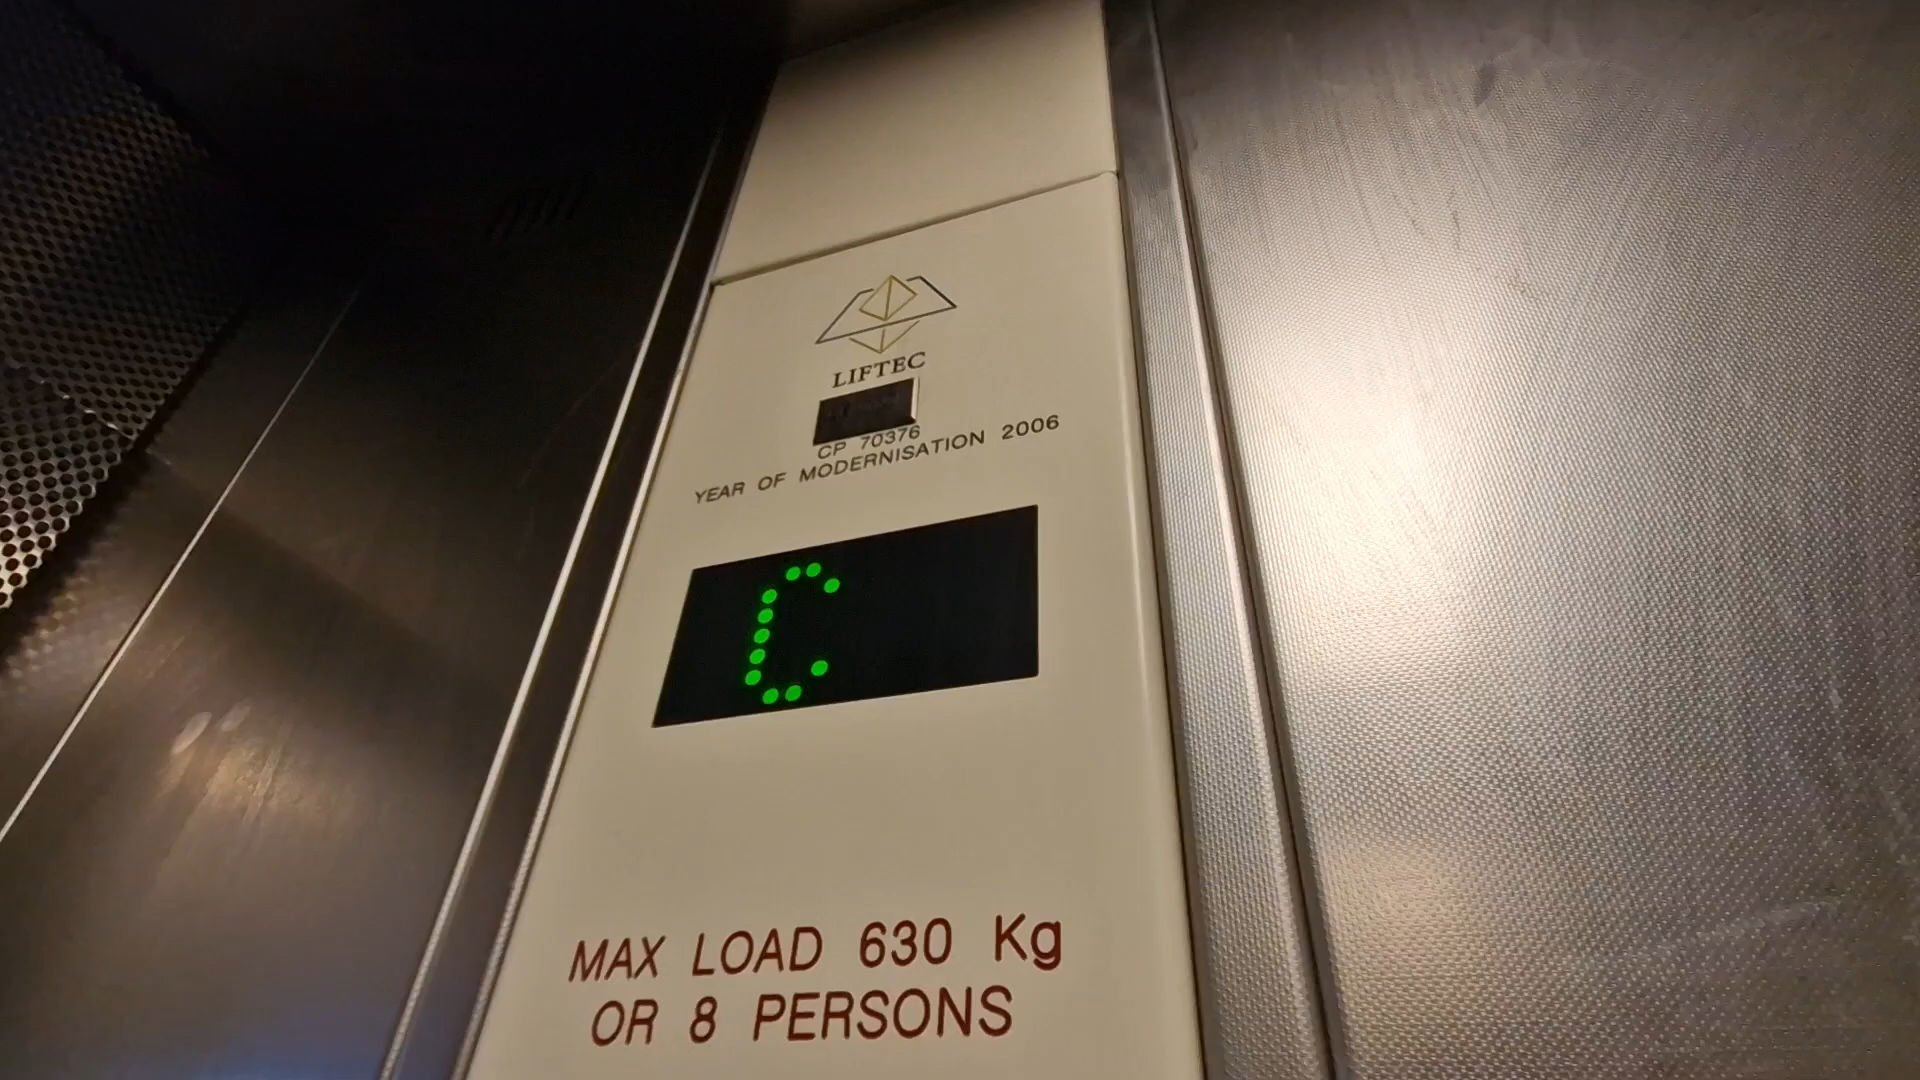 LIFTEC
CP 70376
YEAR OF MODERNISATION 2006
C
MAX LOAD 630 Kg
OR 8 PERSONS